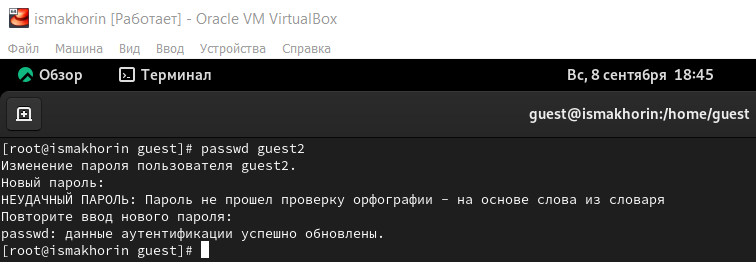 ismakhorin [Работает] - Oracle VM VirtualBox
Файл Машина Вид Ввод Устройства Справка
Обзор Терминал Вс, 8 сентября 18:45
guest@ismakhorin:/home/guest
[root@ismakhorin guest]# passwd guest2
Изменение пароля пользователя guest2.
Новый пароль:
НЕУДАЧНЫЙ ПАРОЛЬ: Пароль не прошел проверку орфографии - на основе слова из словаря
Повторите ввод нового пароля:
passwd: данные аутентификации успешно обновлены.
[root@ismakhorin guest]#